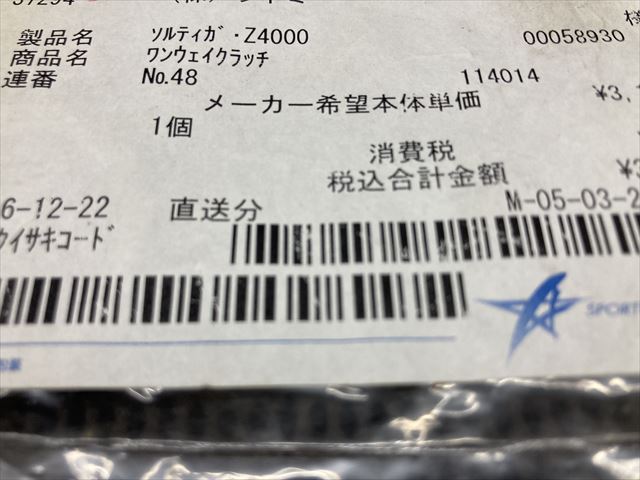 製品名 ソルティガ・Z4000 00058930
商品名 ワンウェイクラッチ
連番 No.48 114014 ¥3,
メーカー希望本体単価
1個
消費税
税込合計金額
6-12-22 直送分 M-05-03-2
ウイサキコード
SPORT